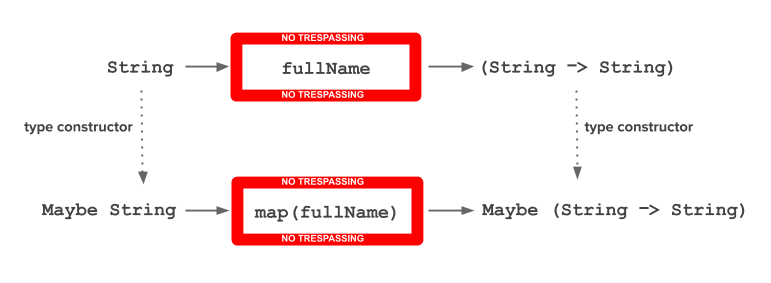 NO TRESPASSING
String fullName (String -> String)
NO TRESPASSING
type constructor type constructor
NO TRESPASSING
Maybe String map(fullName) Maybe (String -> String)
NO TRESPASSING